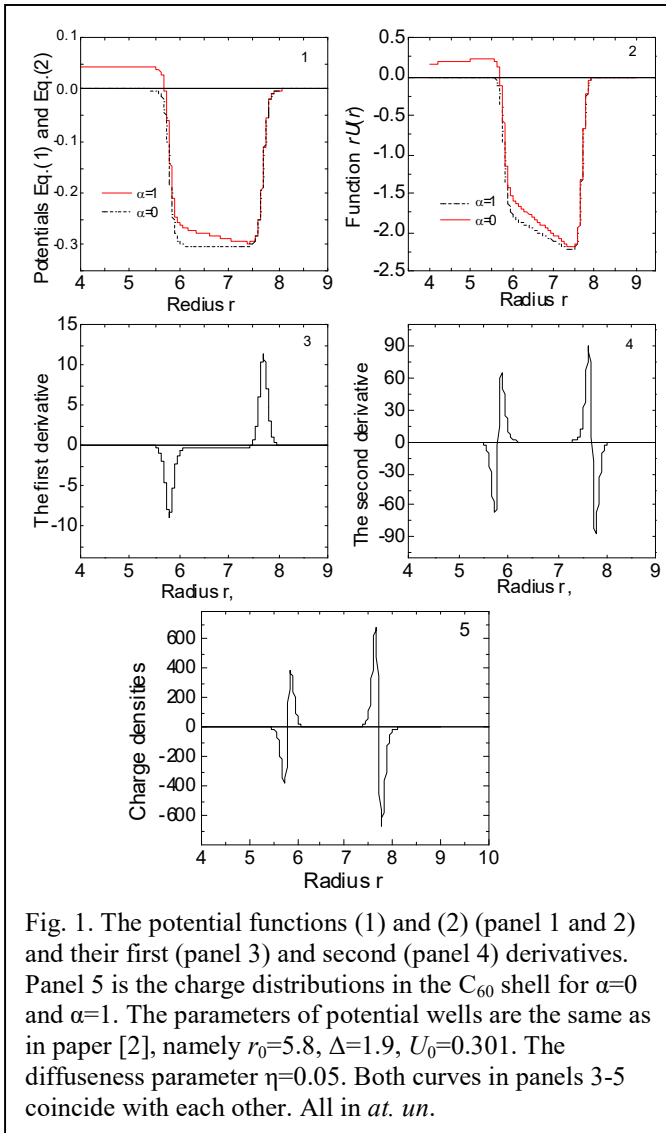 1
Potentials Eq.(1) and Eq.(2)
0.1
0.0
-0.1
-0.2
-0.3
α=1
α=0
4 5 6 7 8 9
Redius r
2
Function rU(r)
0.5
0.0
-0.5
-1.0
-1.5
-2.0
-2.5
α=1
α=0
4 5 6 7 8 9
Radius r
3
The first derivative
15
10
5
0
-5
-10
4 5 6 7 8 9
Radius r,
4
The second derivative
90
60
30
0
-30
-60
-90
4 5 6 7 8 9
Radius r ,
5
Charge densities
600
400
200
0
-200
-400
-600
4 5 6 7 8 9 10
Radius r
Fig. 1. The potential functions (1) and (2) (panel 1 and 2)
and their first (panel 3) and second (panel 4) derivatives.
Panel 5 is the charge distributions in the C₆₀ shell for α=0
and α=1. The parameters of potential wells are the same as
in paper [2], namely r₀=5.8, Δ=1.9, U₀=0.301. The
diffuseness parameter η=0.05. Both curves in panels 3-5
coincide with each other. All in at. un.